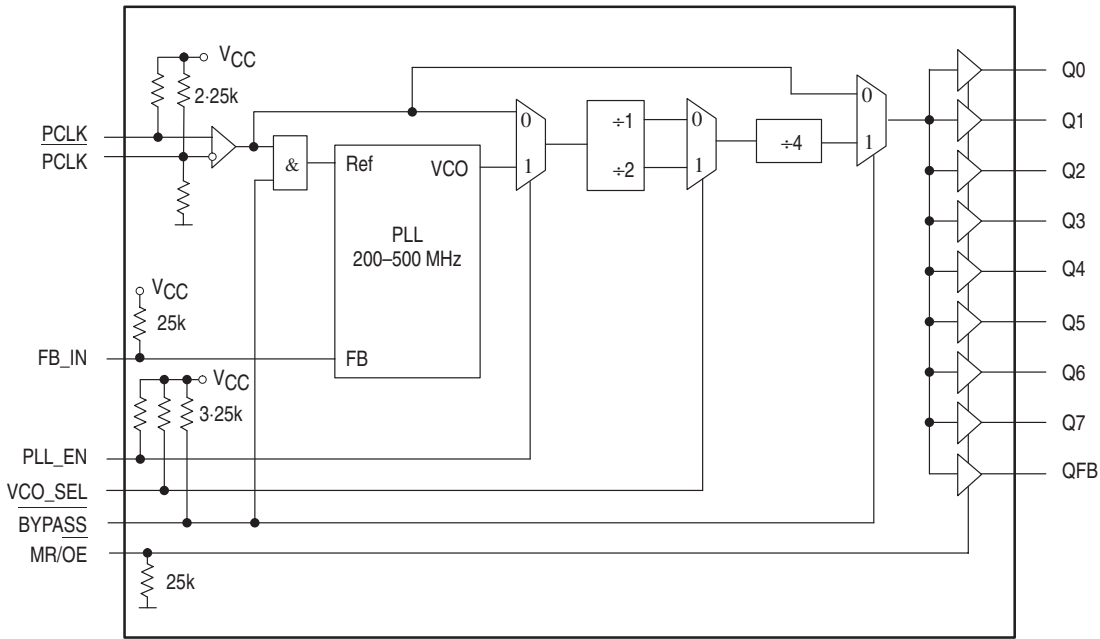 VCC
2·25k
PCLK
PCLK
&
Ref
VCO
PLL
200–500 MHz
FB
0
1
÷1
÷2
0
1
÷4
0
1
Q0
Q1
Q2
Q3
Q4
Q5
Q6
Q7
QFB
VCC
25k
FB_IN
VCC
3·25k
PLL_EN
VCO_SEL
BYPASS
MR/OE
25k